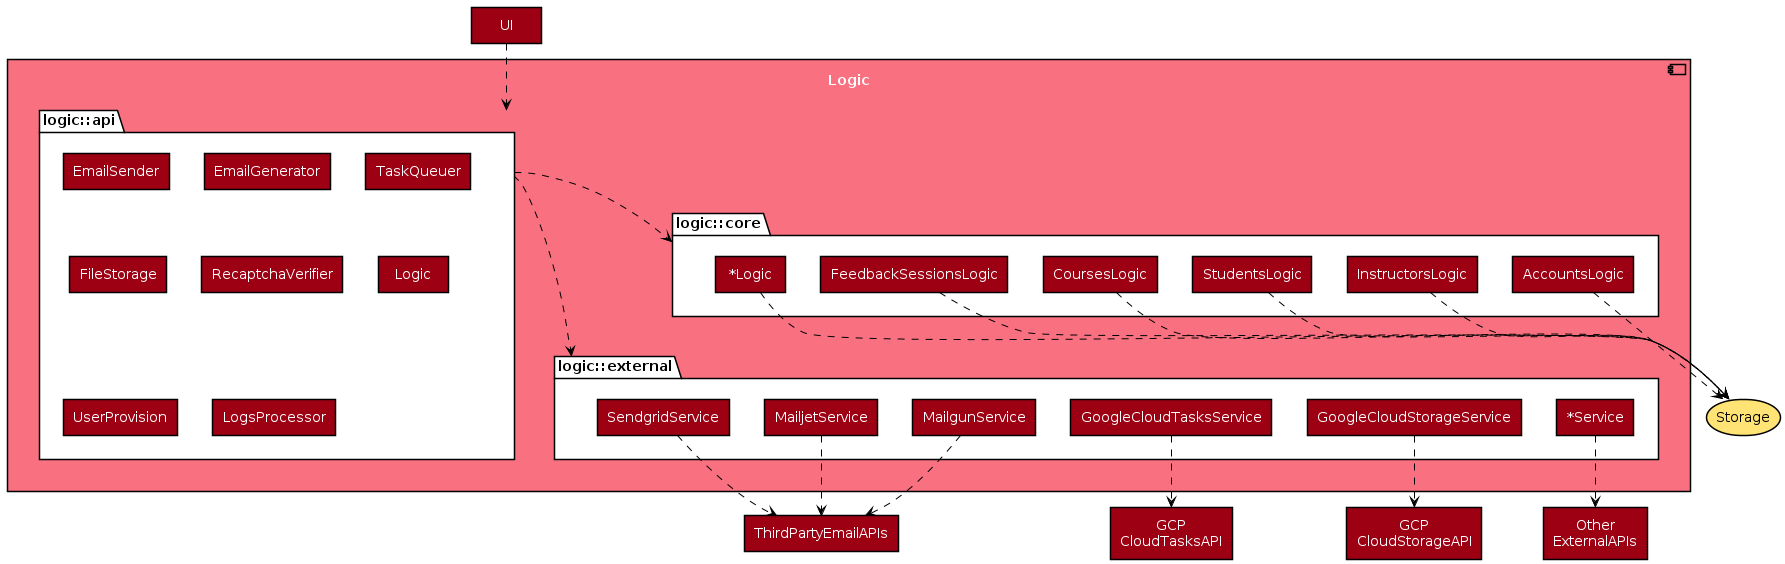 UI
Logic
logic::api
EmailSender
EmailGenerator
TaskQueuer
FileStorage
RecaptchaVerifier
Logic
UserProvision
LogsProcessor
logic::core
*Logic
FeedbackSessionsLogic
CoursesLogic
StudentsLogic
InstructorsLogic
AccountsLogic
logic::external
SendgridService
MailjetService
MailgunService
GoogleCloudTasksService
GoogleCloudStorageService
*Service
Storage
ThirdPartyEmailAPIs
GCP
CloudTasksAPI
GCP
CloudStorageAPI
Other
ExternalAPIs